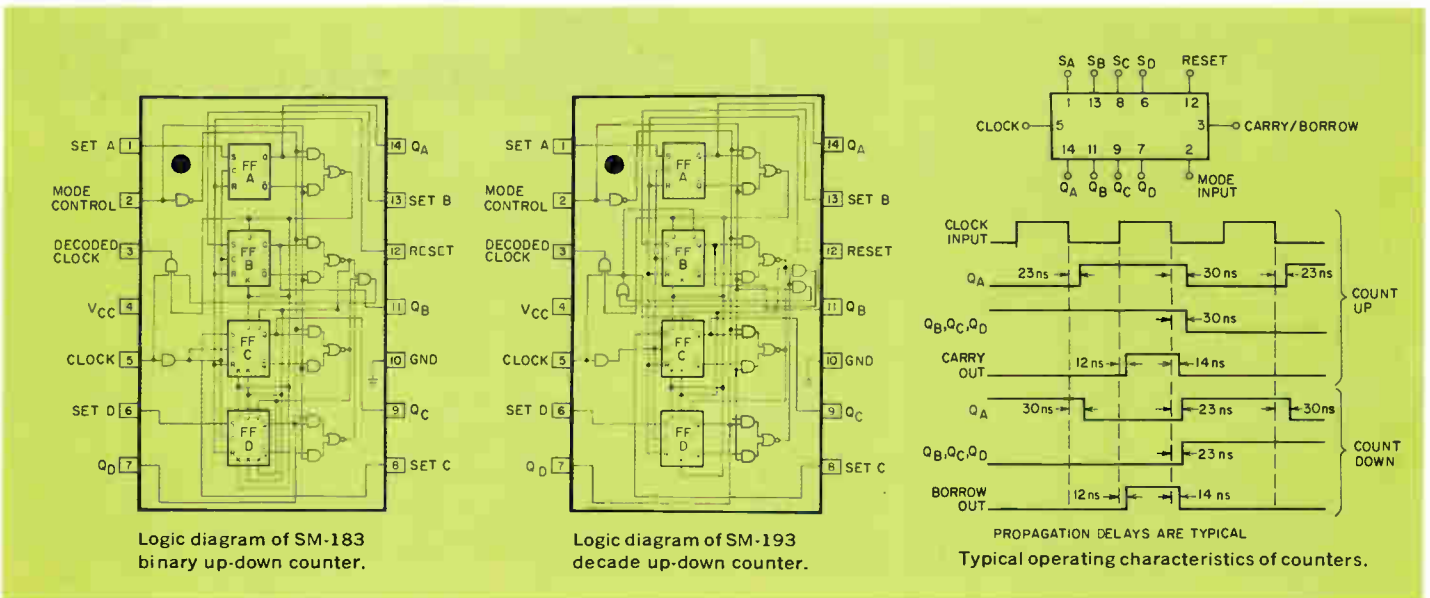 SET A 1
MODE CONTROL 2
DECODED CLOCK 3
VCC 4
CLOCK 5
SET D 6
QD 7
14 QA
13 SET B
12 RESET
11 QB
10 GND
9 QC
8 SET C
FF A
FF B
FF C
FF D
Logic diagram of SM-183
binary up-down counter.
SET A 1
MODE CONTROL 2
DECODED CLOCK 3
VCC 4
CLOCK 5
SET D 6
QD 7
14 QA
13 SET B
12 RESET
11 QB
10 GND
9 QC
8 SET C
FF A
FF B
FF C
FF D
Logic diagram of SM-193
decade up-down counter.
SA SB SC SD RESET
1 13 8 6 12
CLOCK 5 3 CARRY/BORROW
14 11 9 7 2
QA QB QC QD MODE INPUT
CLOCK INPUT
QA 23ns 30ns 23ns
QB,QC,QD 30ns
CARRY OUT 12ns 14ns
COUNT UP
QA 30ns 23ns 30ns
QB,QC,QD 23ns
BORROW OUT 12ns 14ns
COUNT DOWN
PROPAGATION DELAYS ARE TYPICAL
Typical operating characteristics of counters.